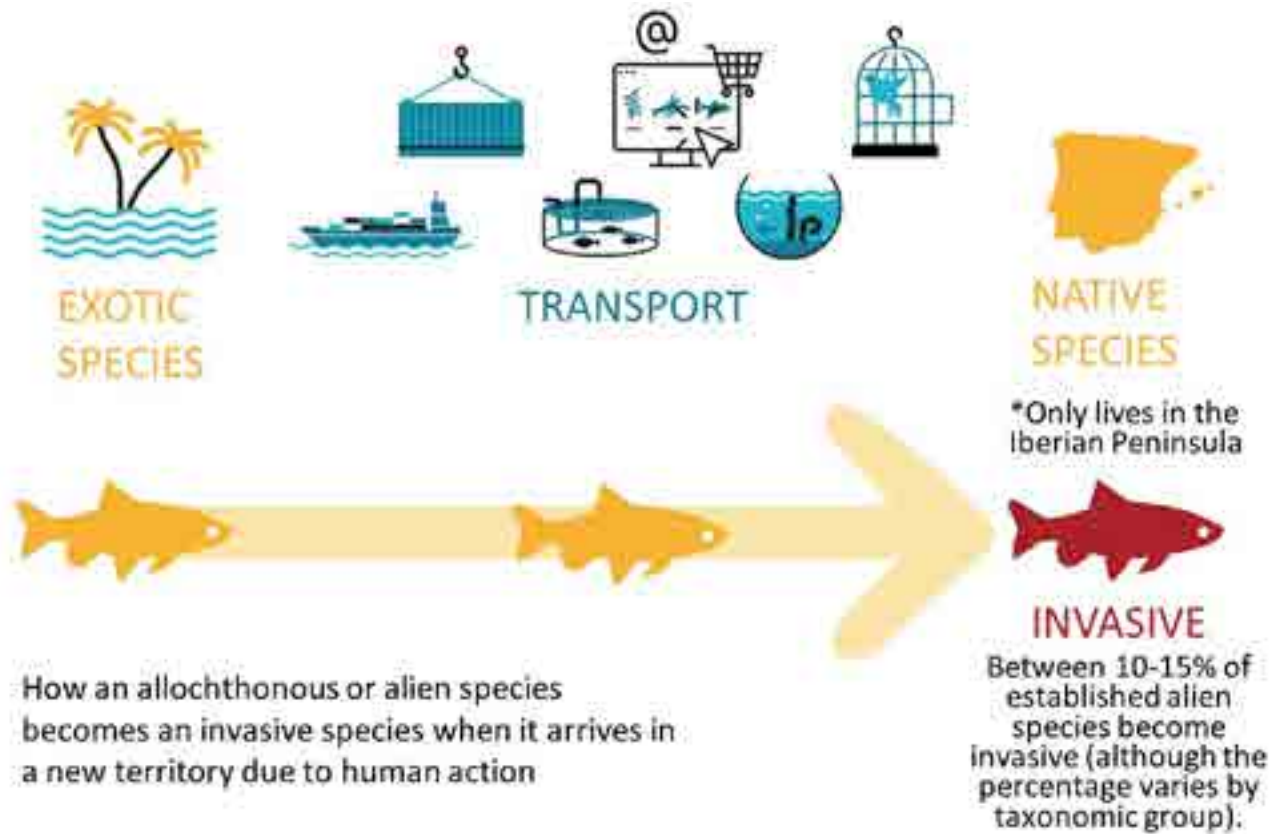 @
EXOTIC
SPECIES
TRANSPORT
NATIVE
SPECIES
*Only lives in the
Iberian Peninsula
INVASIVE
Between 10-15% of
established alien
species become
invasive (although the
percentage varies by
taxonomic group).
How an allochthonous or alien species
becomes an invasive species when it arrives in
a new territory due to human action